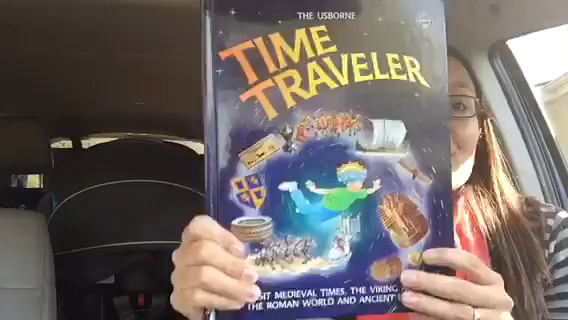 THE USBORNE
TIME
TRAVELER
SIT MEDIEVAL TIMES, THE VIKING
THE ROMAN WORLD AND ANCIENT